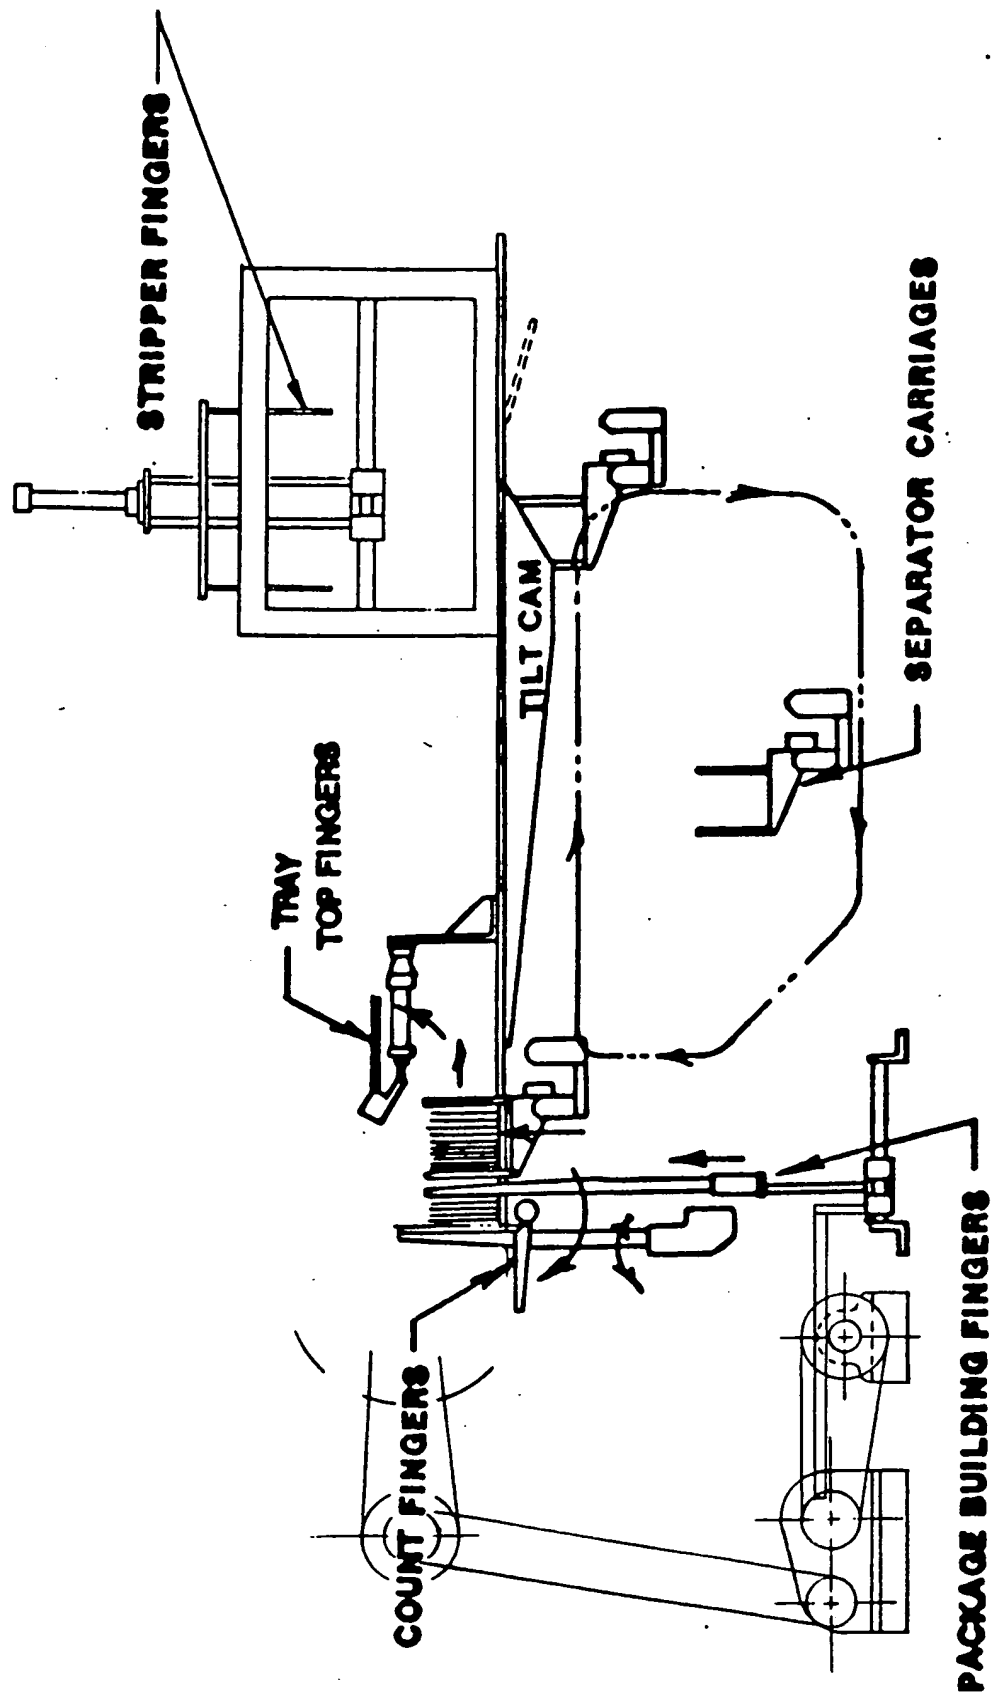 STRIPPER FINGERS
TRAY
TOP FINGERS
TILT CAM
COUNT FINGERS
SEPARATOR CARRIAGES
PACKAGE BUILDING FINGERS